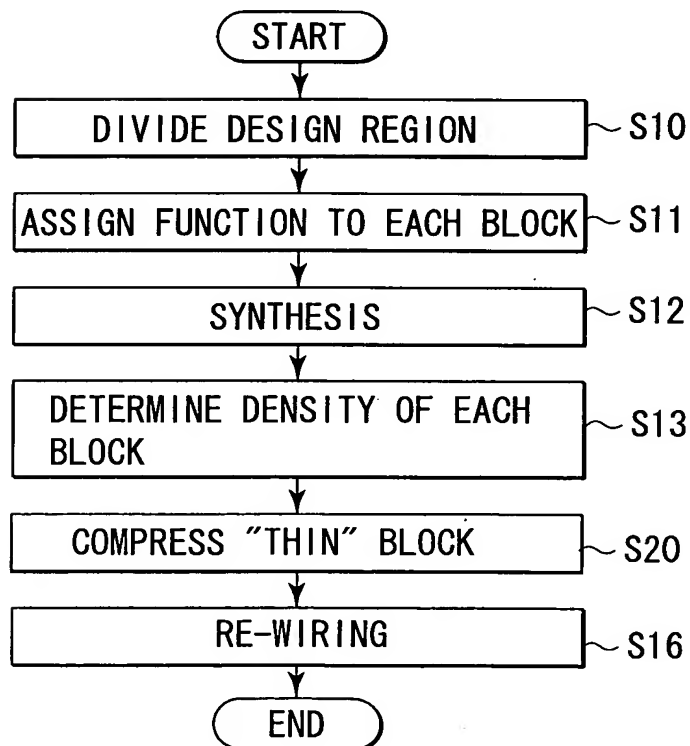 START
DIVIDE DESIGN REGION
S10
ASSIGN FUNCTION TO EACH BLOCK
S11
SYNTHESIS
S12
DETERMINE DENSITY OF EACH
BLOCK
S13
COMPRESS "THIN" BLOCK
S20
RE-WIRING
S16
END